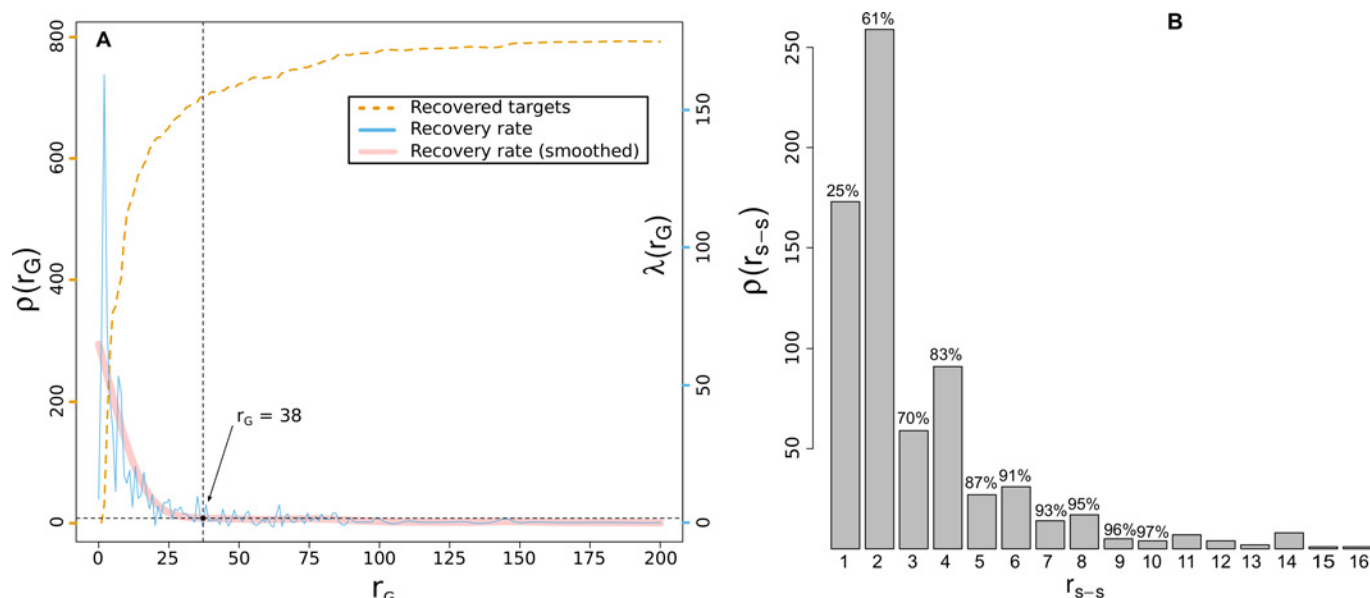 A
800
600
400
200
0
ρ(rG)
Recovered targets
Recovery rate
Recovery rate (smoothed)
rG = 38
150
100
50
0
λ(rG)
0 25 50 75 100 125 150 175 200
rG
B
250
200
150
100
50
ρ(rs−s)
25% 61% 70% 83% 87% 91% 93% 95% 96% 97%
1 2 3 4 5 6 7 8 9 10 11 12 13 14 15 16
rs−s